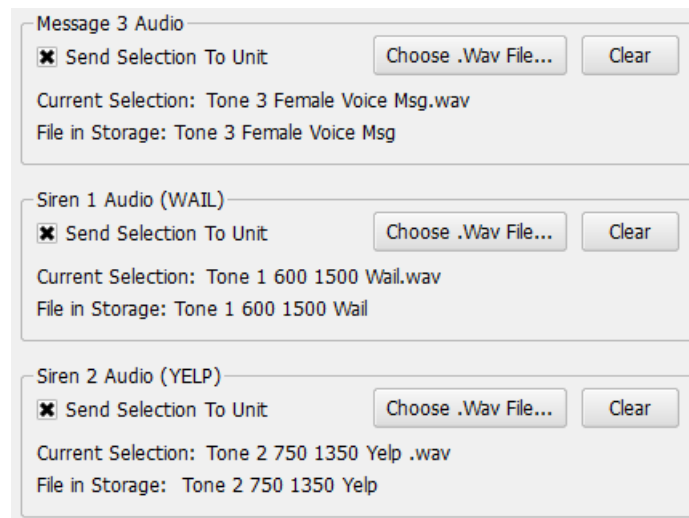 Message 3 Audio
Send Selection To Unit Choose .Wav File... Clear
Current Selection: Tone 3 Female Voice Msg.wav
File in Storage: Tone 3 Female Voice Msg
Siren 1 Audio (WAIL)
Send Selection To Unit Choose .Wav File... Clear
Current Selection: Tone 1 600 1500 Wail.wav
File in Storage: Tone 1 600 1500 Wail
Siren 2 Audio (YELP)
Send Selection To Unit Choose .Wav File... Clear
Current Selection: Tone 2 750 1350 Yelp .wav
File in Storage: Tone 2 750 1350 Yelp